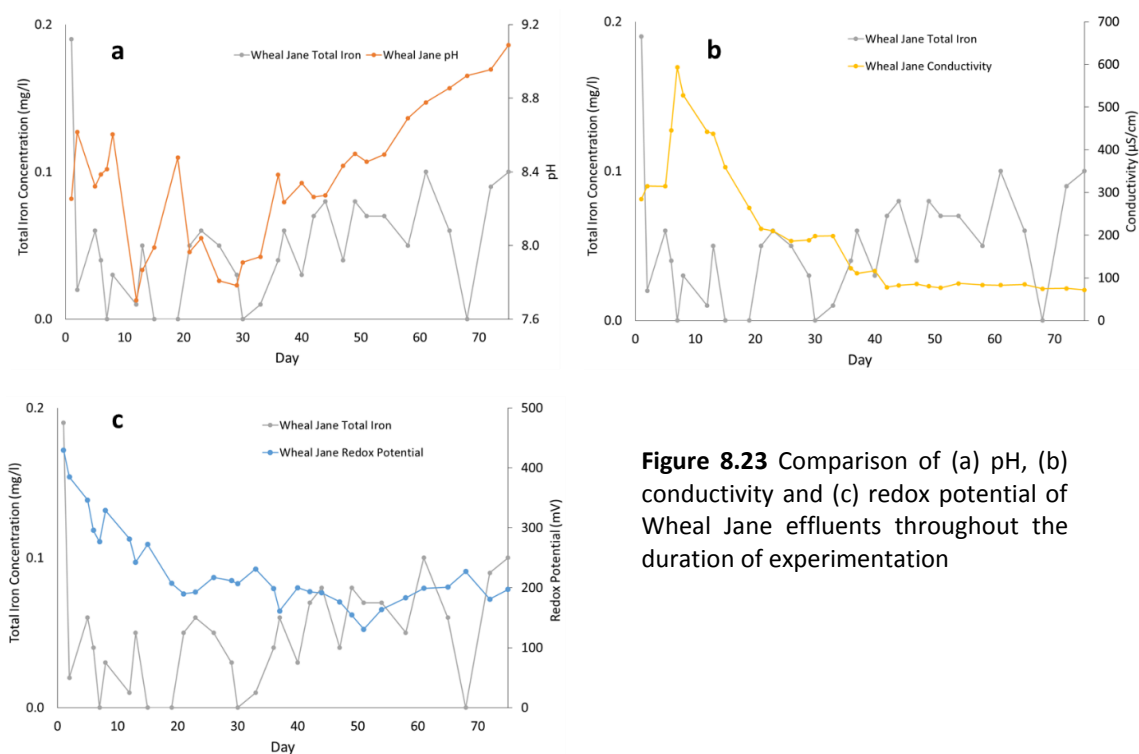 a
Wheal Jane Total Iron
Wheal Jane pH
Total Iron Concentration (mg/l)
0.2
0.1
0.0
9.2
8.8
8.4
8.0
7.6
pH
0 10 20 30 40 50 60 70
Day
b
Wheal Jane Total Iron
Wheal Jane Conductivity
Total Iron Concentration (mg/l)
0.2
0.1
0.0
700
600
500
400
300
200
100
0
Conductivity (µS/cm)
0 10 20 30 40 50 60 70
Day
c
Wheal Jane Total Iron
Wheal Jane Redox Potential
Total Iron Concentration (mg/l)
0.2
0.1
0.0
500
400
300
200
100
0
Redox Potential (mV)
0 10 20 30 40 50 60 70
Day
Figure 8.23 Comparison of (a) pH, (b)
conductivity and (c) redox potential of
Wheal Jane effluents throughout the
duration of experimentation